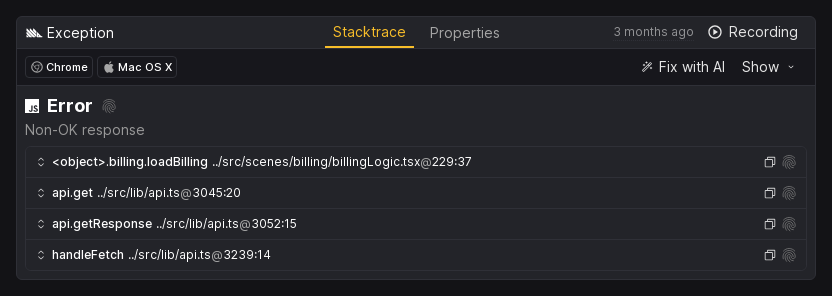 Exception Stacktrace Properties 3 months ago Recording
Chrome Mac OS X Fix with AI Show
JS Error
Non-OK response
<object>.billing.loadBilling ../src/scenes/billing/billingLogic.tsx@229:37
api.get ../src/lib/api.ts@3045:20
api.getResponse ../src/lib/api.ts@3052:15
handleFetch ../src/lib/api.ts@3239:14